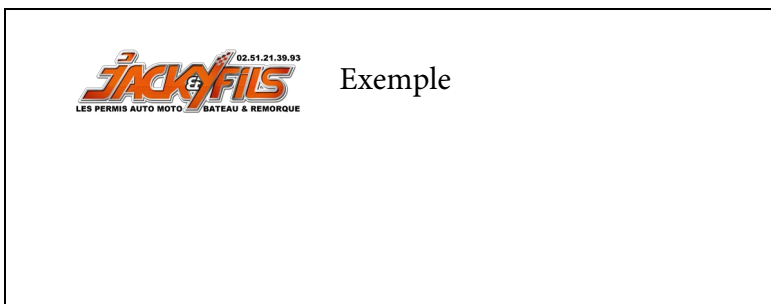 02.51.21.39.93
JACKY & FILS
LES PERMIS AUTO MOTO BATEAU & REMORQUE
Exemple